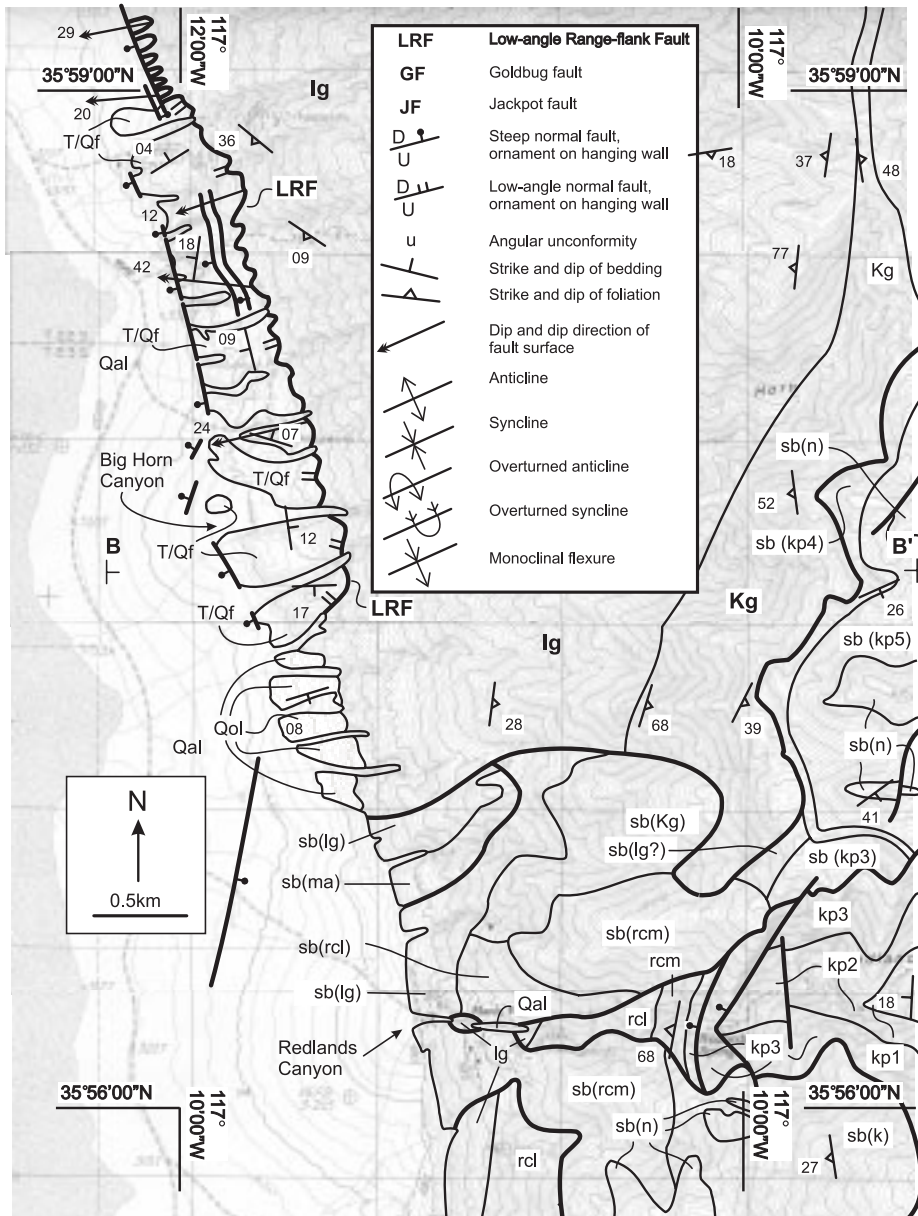 29
117°
12'00"W
35°59'00"N
Ig
20
T/Qf
04
36
LRF
12
18
09
42
T/Qf
09
Qal
24
07
Big Horn
Canyon
T/Qf
B
T/Qf
12
T/Qf
17
LRF
LRF Low-angle Range-flank Fault
GF Goldbug fault
JF Jackpot fault
D
U
Steep normal fault,
ornament on hanging wall
D
U
Low-angle normal fault,
ornament on hanging wall
u Angular unconformity
Strike and dip of bedding
Strike and dip of foliation
Dip and dip direction of
fault surface
Anticline
Syncline
Overturned anticline
Overturned syncline
Monoclinal flexure
117°
10'00"W
35°59'00"N
18
37
48
77
Kg
sb(n)
52
sb (kp4)
B'
Kg
26
sb (kp5)
Ig
28
68
39
sb(n)
41
Qol
08
Qal
N
0.5km
sb(Kg)
sb(lg)
sb(lg?)
sb (kp3)
sb(ma)
kp3
sb(rcm)
sb(rcl)
rcm
kp2
sb(lg)
Qal
18
rcl
Redlands
Canyon
Ig
68
kp3
kp1
35°56'00"N
117°
10'00"W
sb(rcm)
117°
10'00"W
35°56'00"N
sb(n)
sb(k)
rcl
27